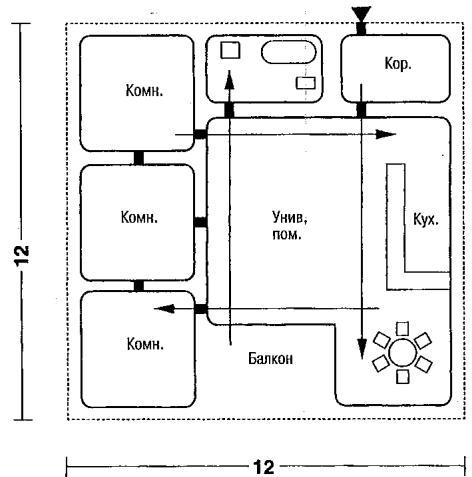 Комн.
Кор.
Комн.
Унив,
пом.
Кух.
12
Комн.
Балкон
12